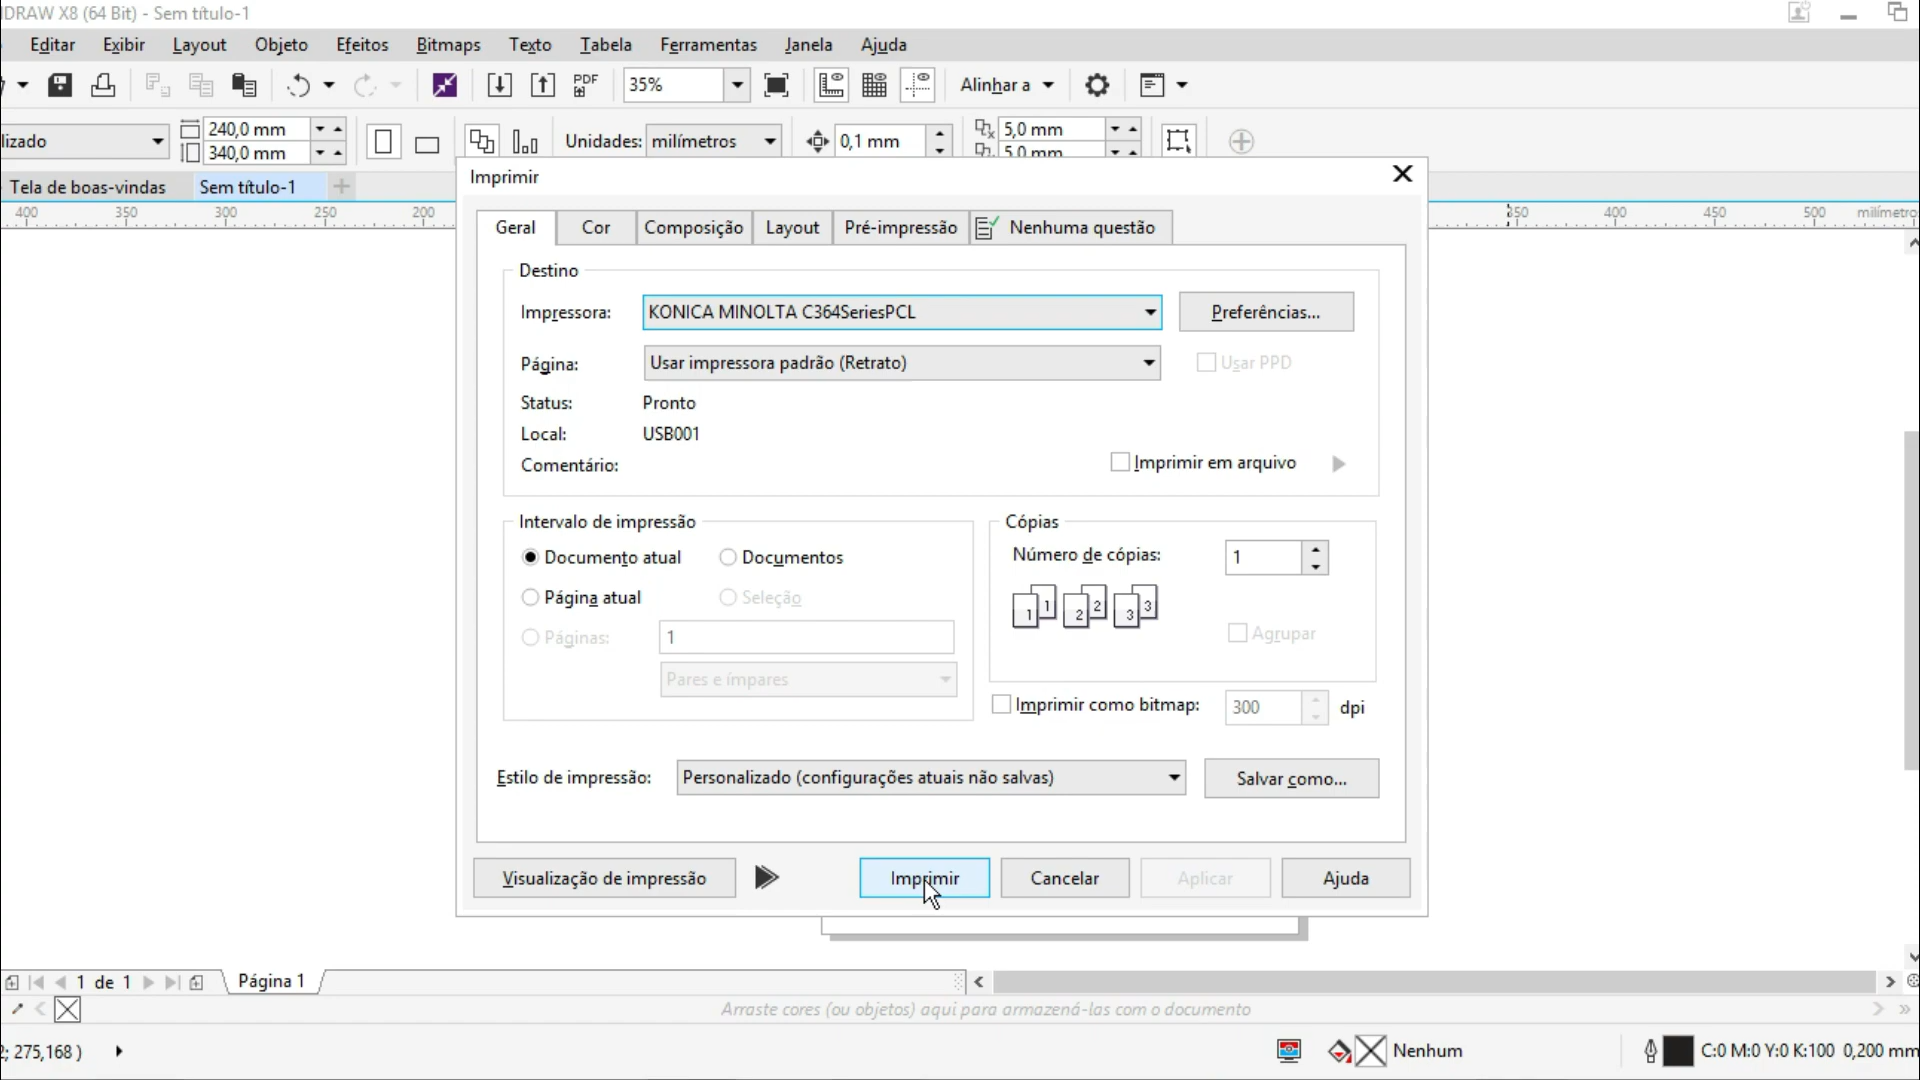 IDRAW X8 (64 Bit) - Sem título-1
Editar Exibir Layout Objeto Efeitos Bitmaps Texto Tabela Ferramentas Janela Ajuda
PDF 35% Alinhar a
lizado 240,0 mm Unidades: milímetros 0,1 mm 5,0 mm
340,0 mm 5,0 mm
Tela de boas-vindas Sem título-1
400 350 300 250 200 350 400 450 500 milímetro
Imprimir
Geral Cor Composição Layout Pré-impressão Nenhuma questão
Destino
Impressora: KONICA MINOLTA C364SeriesPCL Preferências...
Página: Usar impressora padrão (Retrato) Usar PPD
Status: Pronto
Local: USB001
Comentário: Imprimir em arquivo
Intervalo de impressão
Documento atual Documentos
Página atual Seleção
Páginas: 1
Pares e ímpares
Cópias
Número de cópias: 1
1 1 2 2 3 3
Agrupar
Imprimir como bitmap: 300 dpi
Estilo de impressão: Personalizado (configurações atuais não salvas) Salvar como...
Visualização de impressão Imprimir Cancelar Aplicar Ajuda
1 de 1 Página 1
Arraste cores (ou objetos) aqui para armazená-las com o documento
2; 275,168 ) Nenhum C:0 M:0 Y:0 K:100 0,200 mm